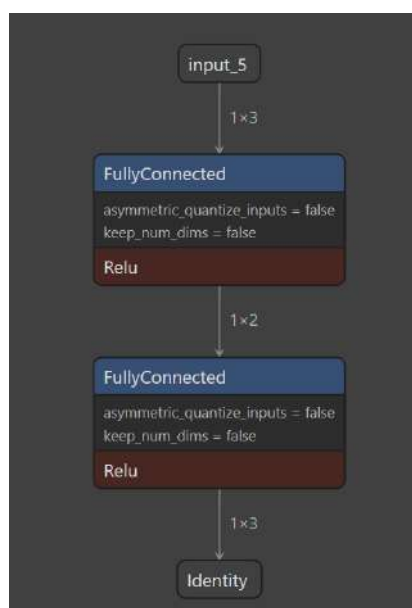 input_5
1×3
FullyConnected
asymmetric_quantize_inputs = false
keep_num_dims = false
Relu
1×2
FullyConnected
asymmetric_quantize_inputs = false
keep_num_dims = false
Relu
1×3
Identity